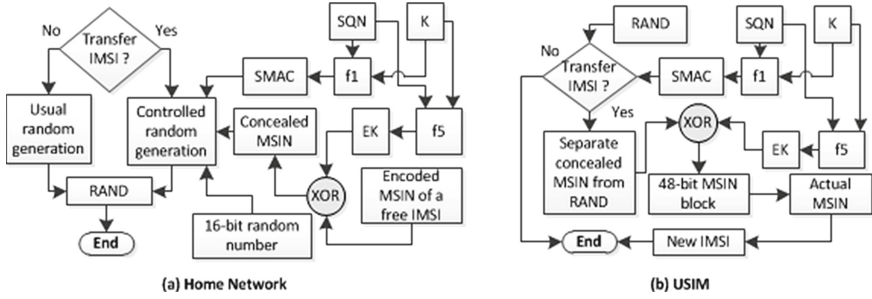 No
Transfer
IMSI ?
Yes
SQN
K
SMAC
f1
Usual
random
generation
Controlled
random
generation
Concealed
MSIN
EK
f5
RAND
XOR
Encoded
MSIN of a
free IMSI
16-bit random
number
End
(a) Home Network
RAND
SQN
K
No
Transfer
IMSI ?
SMAC
f1
Yes
XOR
Separate
concealed
MSIN from
RAND
EK
f5
48-bit MSIN
block
Actual
MSIN
End
New IMSI
(b) USIM